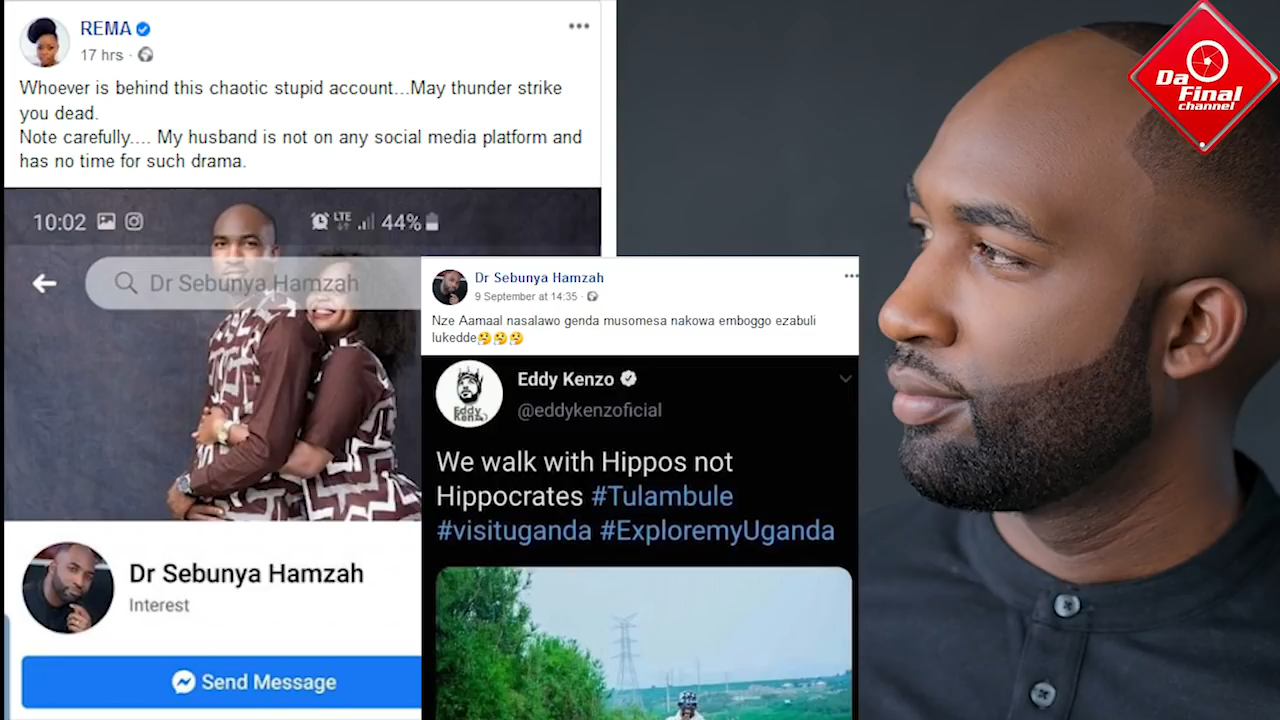 REMA
17 hrs ·
Whoever is behind this chaotic stupid account...May thunder strike
you dead.
Note carefully.... My husband is not on any social media platform and
has no time for such drama.
10:02
LTE
44%
Dr Sebunya Hamzah
Dr Sebunya Hamzah
Interest
Send Message
Dr Sebunya Hamzah
9 September at 14:35 ·
Nze Aamaal nasalawo genda musomesa nakowa emboggo ezabuli
lukedde🤔🤔🤔
Eddy Kenzo
@eddykenzoficial
Eddy
Kenzo
We walk with Hippos not
Hippocrates #Tulambule
#visituganda #ExploremyUganda
Da
Final
channel